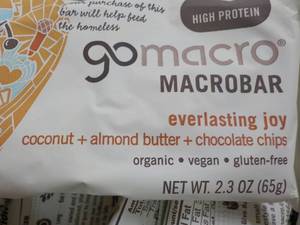 purchase of this
bar will help feed
the homeless
HIGH PROTEIN
gomacro®
MACROBAR
everlasting joy
coconut + almond butter + chocolate chips
organic • vegan • gluten-free
NET WT. 2.3 OZ (65g)